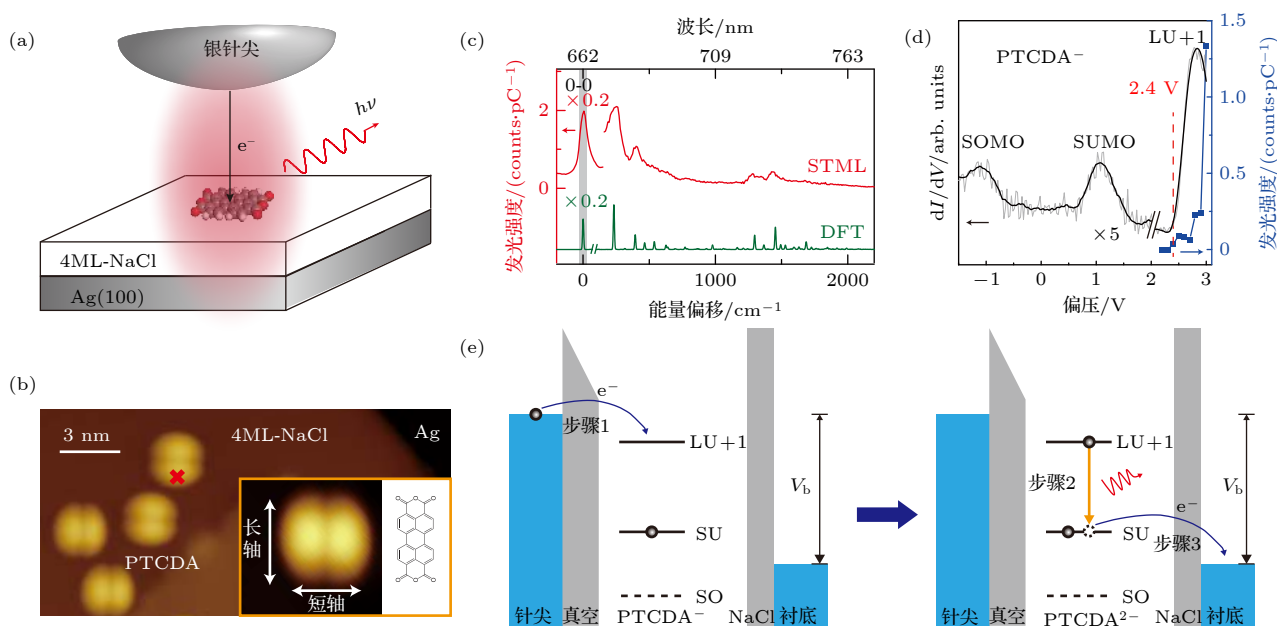 (a)
银针尖
hν
e⁻
4ML-NaCl
Ag(100)
(b)
3 nm
4ML-NaCl
Ag
PTCDA
长
轴
短轴
(c)
波长/nm
662
709
763
0-0
×0.2
2
0
STML
×0.2
DFT
发光强度/(counts·pC⁻¹)
0
1000
2000
能量偏移/cm⁻¹
(d)
PTCDA⁻
LU+1
2.4 V
SOMO
SUMO
×5
dI/dV/arb. units
1.5
1.0
0.5
0
发光强度/(counts·pC⁻¹)
−1
0
1
2
3
偏压/V
(e)
e⁻
步骤1
LU+1
SU
SO
V_b
针尖
真空
PTCDA⁻
NaCl
衬底
LU+1
步骤2
SU
e⁻
步骤3
SO
V_b
针尖
真空
PTCDA²⁻
NaCl
衬底